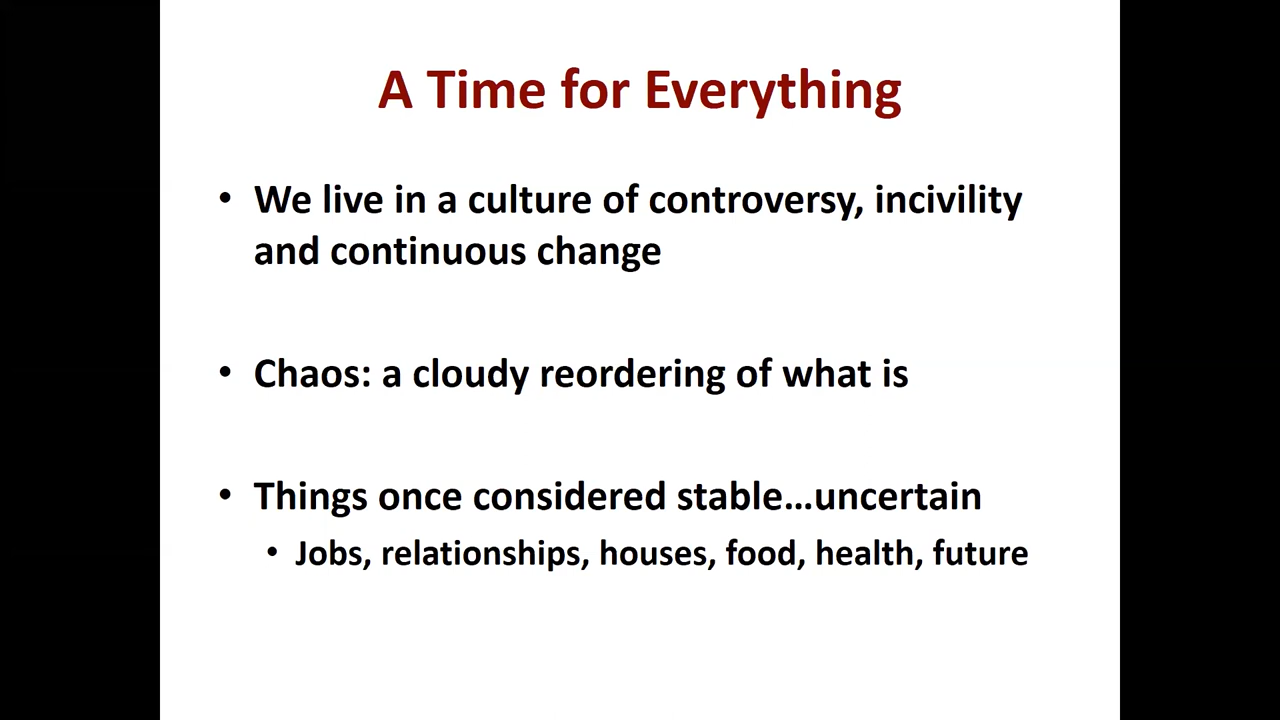 A Time for Everything
• We live in a culture of controversy, incivility
and continuous change
• Chaos: a cloudy reordering of what is
• Things once considered stable...uncertain
• Jobs, relationships, houses, food, health, future